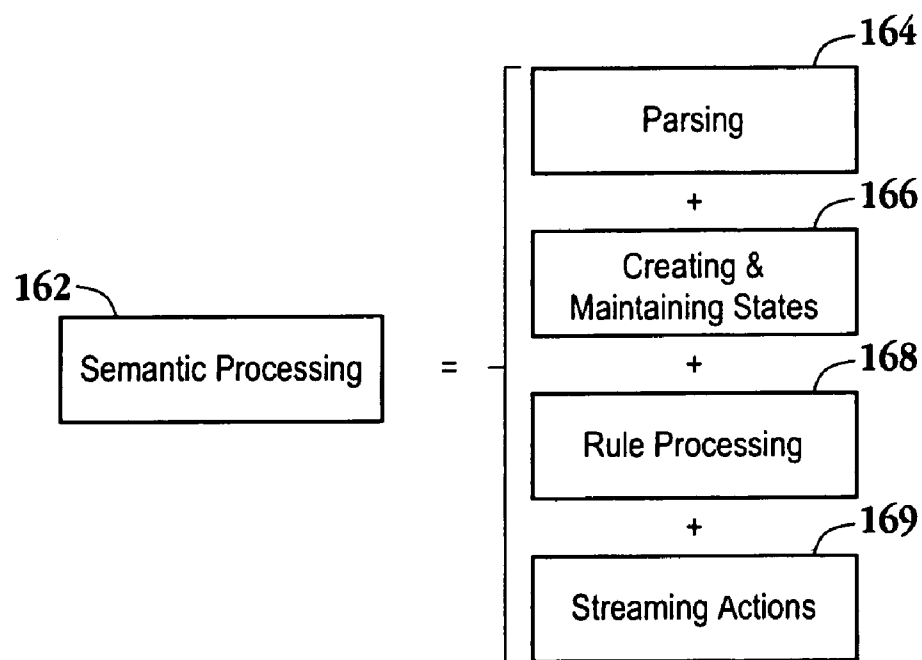 164
Parsing
+
166
Creating &
Maintaining States
162
Semantic Processing
=
+
168
Rule Processing
+
169
Streaming Actions